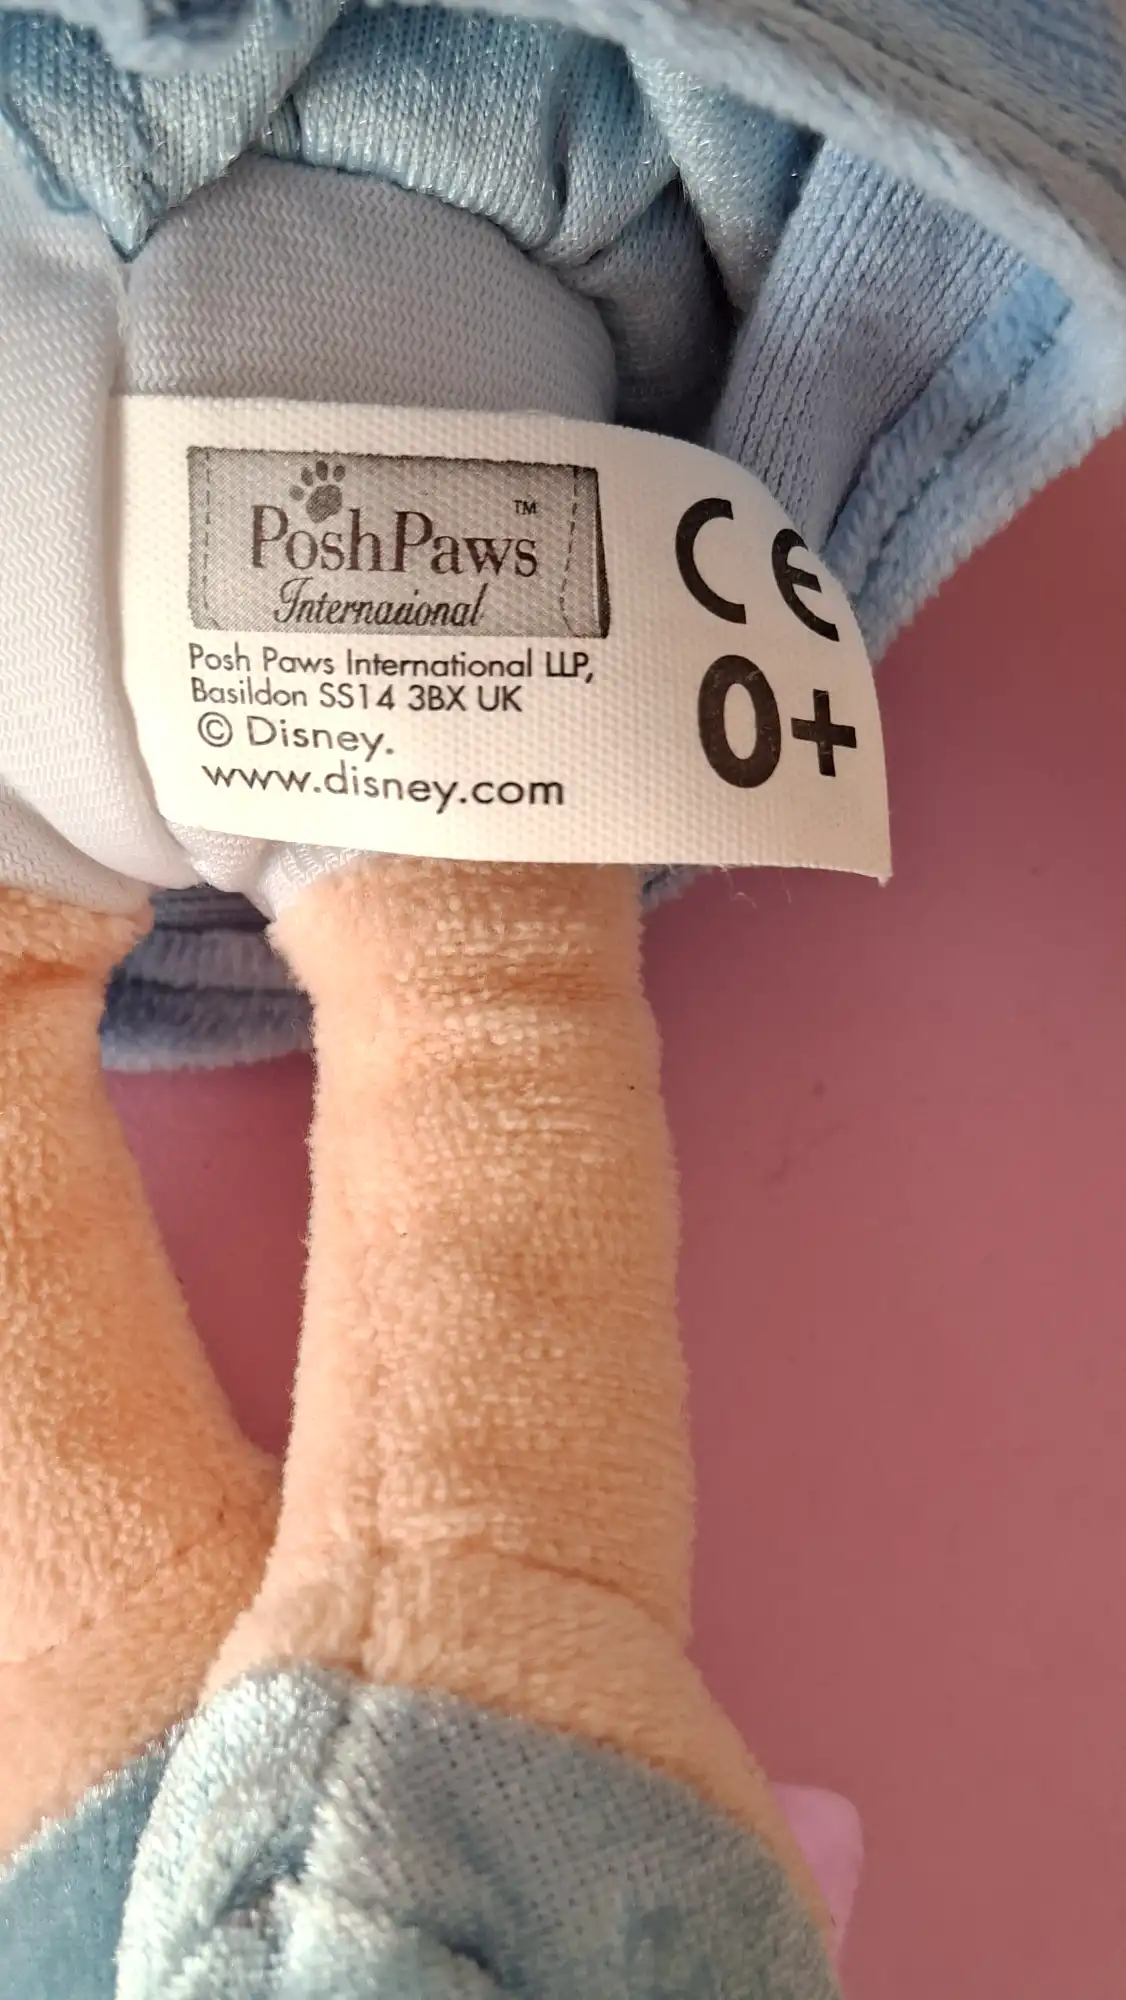 PoshPaws™
International
Posh Paws International LLP,
Basildon SS14 3BX UK
© Disney.
www.disney.com
CE
0+